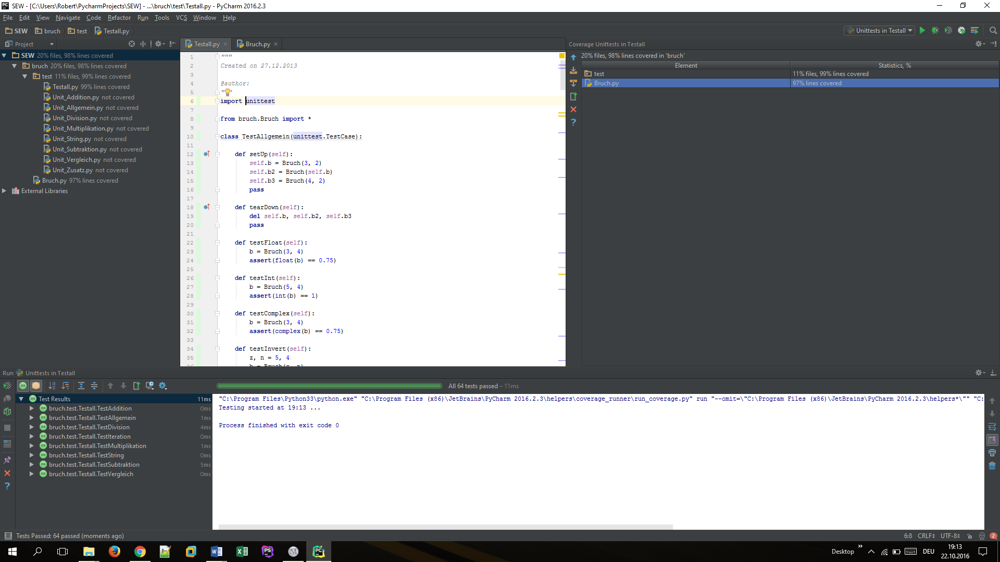 SEW - [C:\Users\Robert\PycharmProjects\SEW] - ...\bruch\test\Testall.py - PyCharm 2016.2.3
File Edit View Navigate Code Refactor Run Tools VCS Window Help
SEW bruch test Testall.py
Unittests in Testall
Project
Testall.py Bruch.py
Coverage Unittests in Testall
SEW 20% files, 98% lines covered
bruch 20% files, 98% lines covered
test 11% files, 99% lines covered
Testall.py 99% lines covered
Unit_Addition.py not covered
Unit_Allgemein.py not covered
Unit_Division.py not covered
Unit_Multiplikation.py not covered
Unit_String.py not covered
Unit_Subtraktion.py not covered
Unit_Vergleich.py not covered
Unit_Zusatz.py not covered
Bruch.py 97% lines covered
External Libraries
1 """
2 Created on 27.12.2013
3
4 @author:
5 " "
6 import unittest
7
8 from bruch.Bruch import *
9
10 class TestAllgemein(unittest.TestCase):
11
12 def setUp(self):
13 self.b = Bruch(3, 2)
14 self.b2 = Bruch(self.b)
15 self.b3 = Bruch(4, 2)
16 pass
17
18 def tearDown(self):
19 del self.b, self.b2, self.b3
20 pass
21
22 def testFloat(self):
23 b = Bruch(3, 4)
24 assert(float(b) == 0.75)
25
26 def testInt(self):
27 b = Bruch(5, 4)
28 assert(int(b) == 1)
29
30 def testComplex(self):
31 b = Bruch(3, 4)
32 assert(complex(b) == 0.75)
33
34 def testInvert(self):
35 z, n = 5, 4
20% files, 98% lines covered in 'bruch'
Element Statistics, %
test 11% files, 99% lines covered
Bruch.py 97% lines covered
Run Unittests in Testall
All 64 tests passed – 11ms
Test Results 11ms
bruch.test.Testall.TestAddition 0ms
bruch.test.Testall.TestAllgemein 1ms
bruch.test.Testall.TestDivision 4ms
bruch.test.Testall.TestIteration 0ms
bruch.test.Testall.TestMultiplikation 1ms
bruch.test.Testall.TestString 0ms
bruch.test.Testall.TestSubtraktion 5ms
bruch.test.Testall.TestVergleich 0ms
"C:\Program Files\Python33\python.exe" "C:\Program Files (x86)\JetBrains\PyCharm 2016.2.3\helpers\coverage_runner\run_coverage.py" run "--omit=\"C:\Program Files (x86)\JetBrains\PyCharm 2016.2.3\helpers*\"" "C:
Testing started at 19:13 ...
Process finished with exit code 0
Tests Passed: 64 passed (moments ago)
6:8 CRLF UTF-8 2
Desktop DEU 19:13
22.10.2016